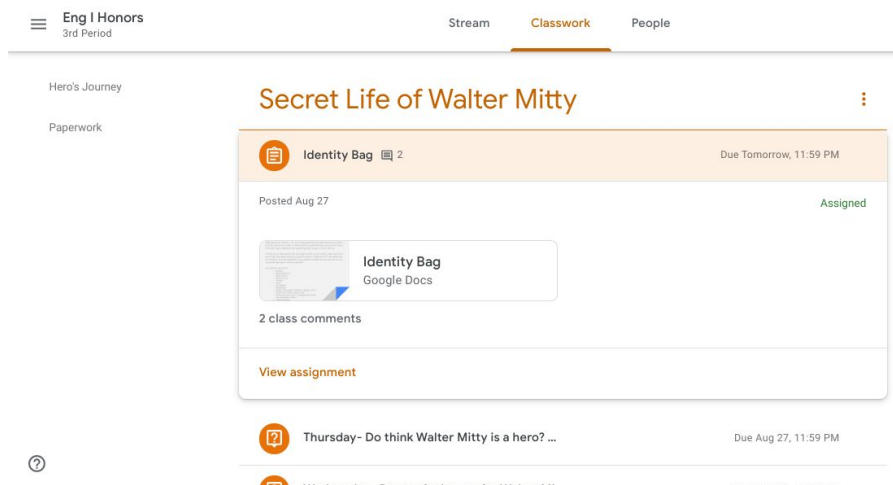 Eng I Honors
3rd Period
Stream
Classwork
People
Hero's Journey
Paperwork
Secret Life of Walter Mitty
Identity Bag 2
Due Tomorrow, 11:59 PM
Posted Aug 27
Assigned
Identity Bag
Google Docs
2 class comments
View assignment
Thursday- Do think Walter Mitty is a hero? ...
Due Aug 27, 11:59 PM